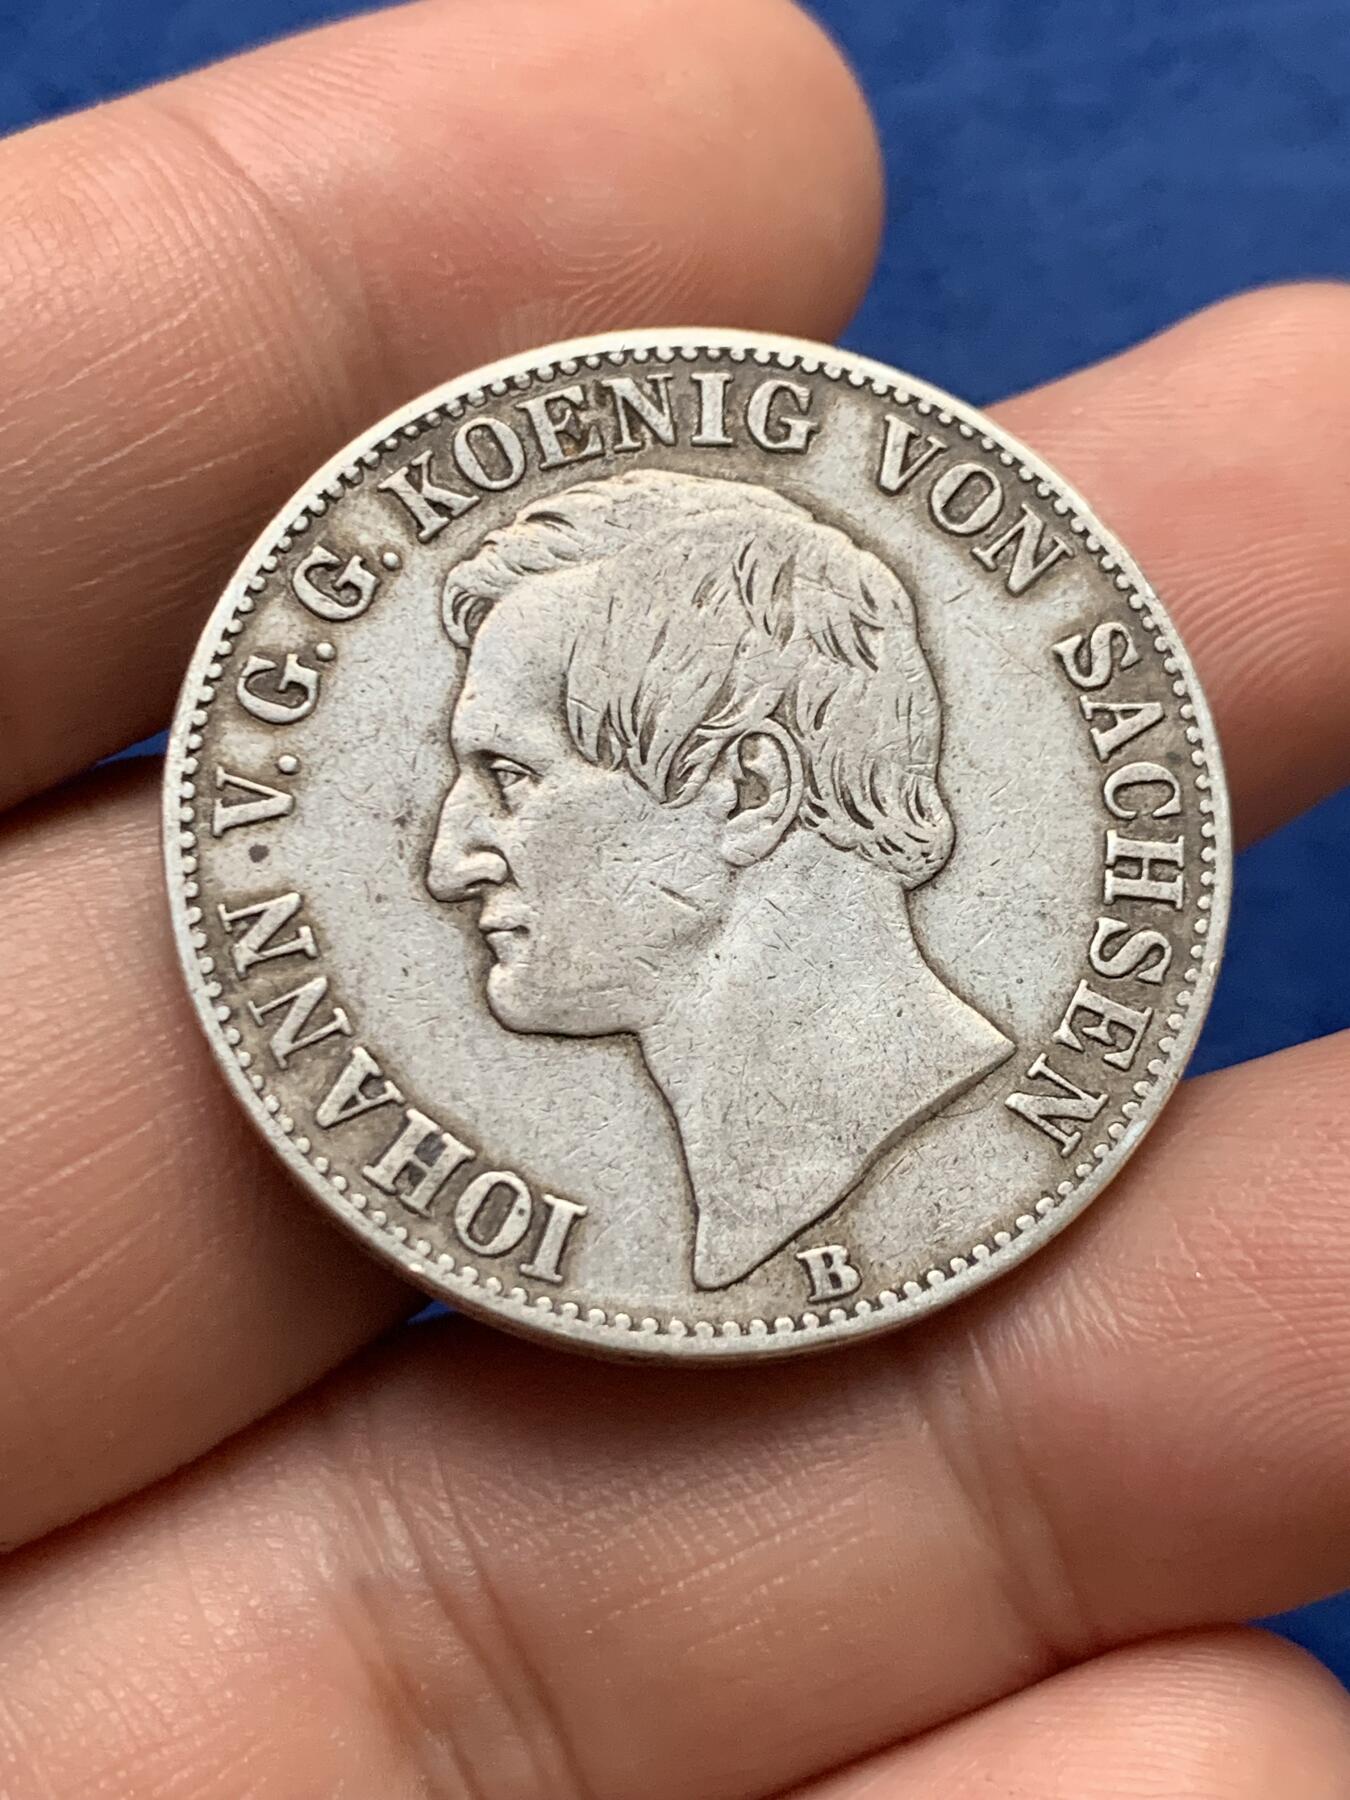 IOHANN · V. G. G. KOENIG VON SACHSEN
B